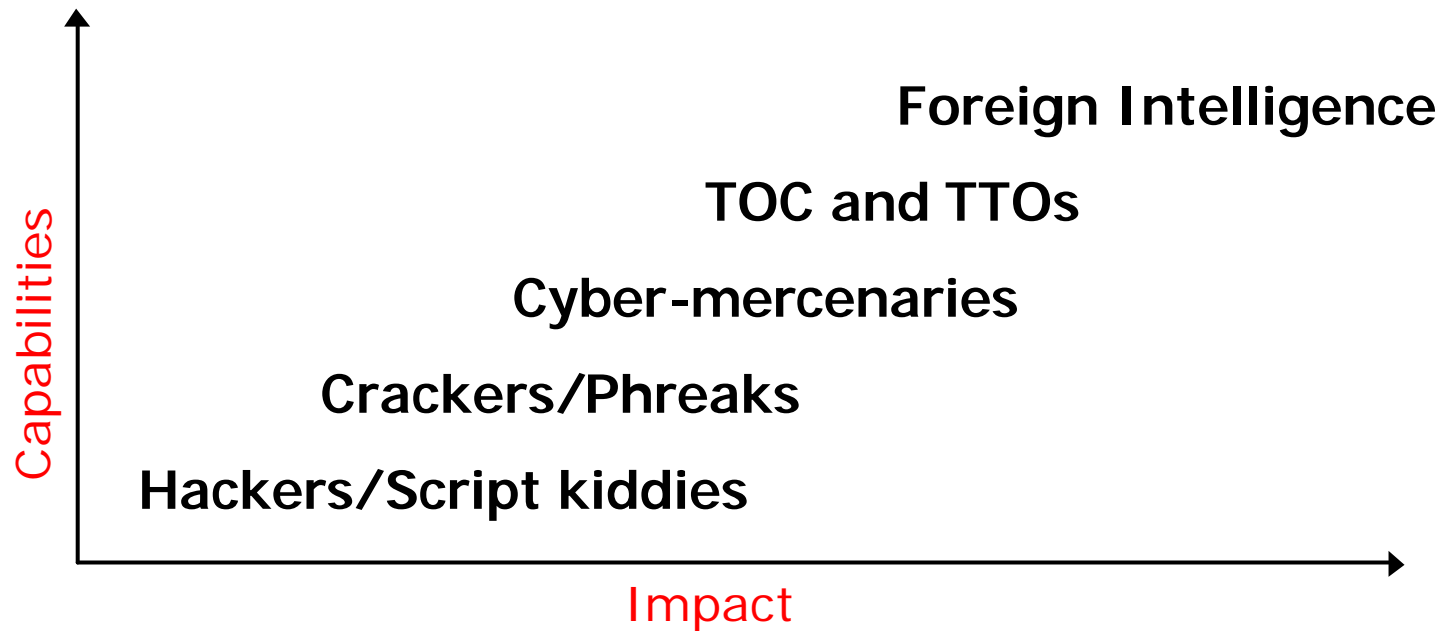 Foreign Intelligence
TOC and TTOs
Cyber-mercenaries
Crackers/Phreaks
Hackers/Script kiddies
Capabilities
Impact